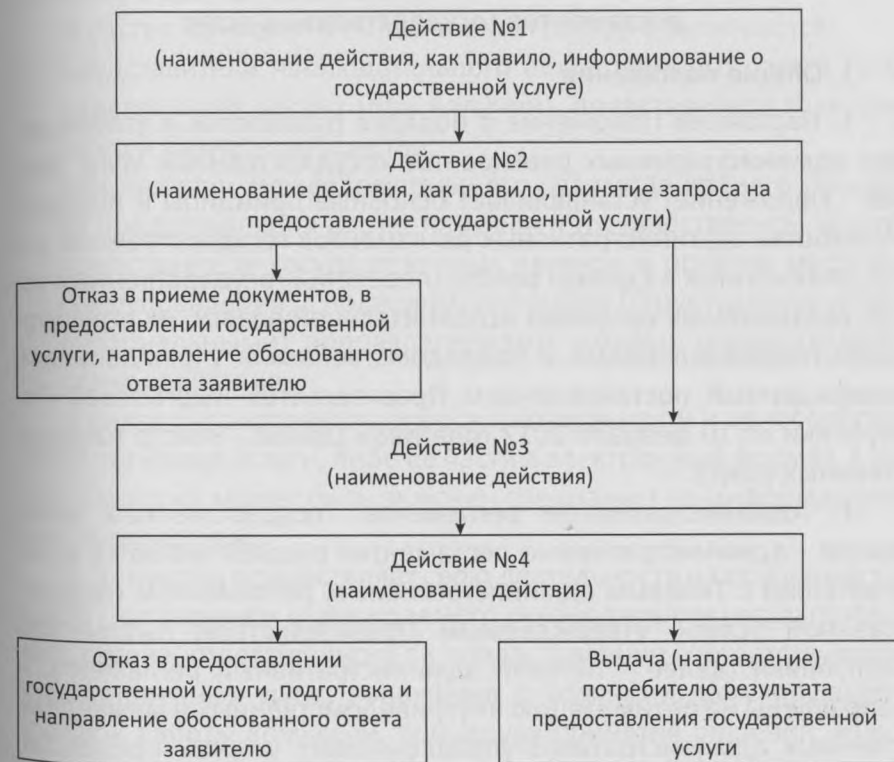 Действие №1
(наименование действия, как правило, информирование о
государственной услуге)
Действие №2
(наименование действия, как правило, принятие запроса на
предоставление государственной услуги)
Отказ в приеме документов, в
предоставлении государственной
услуги, направление обоснованного
ответа заявителю
Действие №3
(наименование действия)
Действие №4
(наименование действия)
Отказ в предоставлении
государственной услуги, подготовка и
направление обоснованного ответа
заявителю
Выдача (направление)
потребителю результата
предоставления государственной
услуги